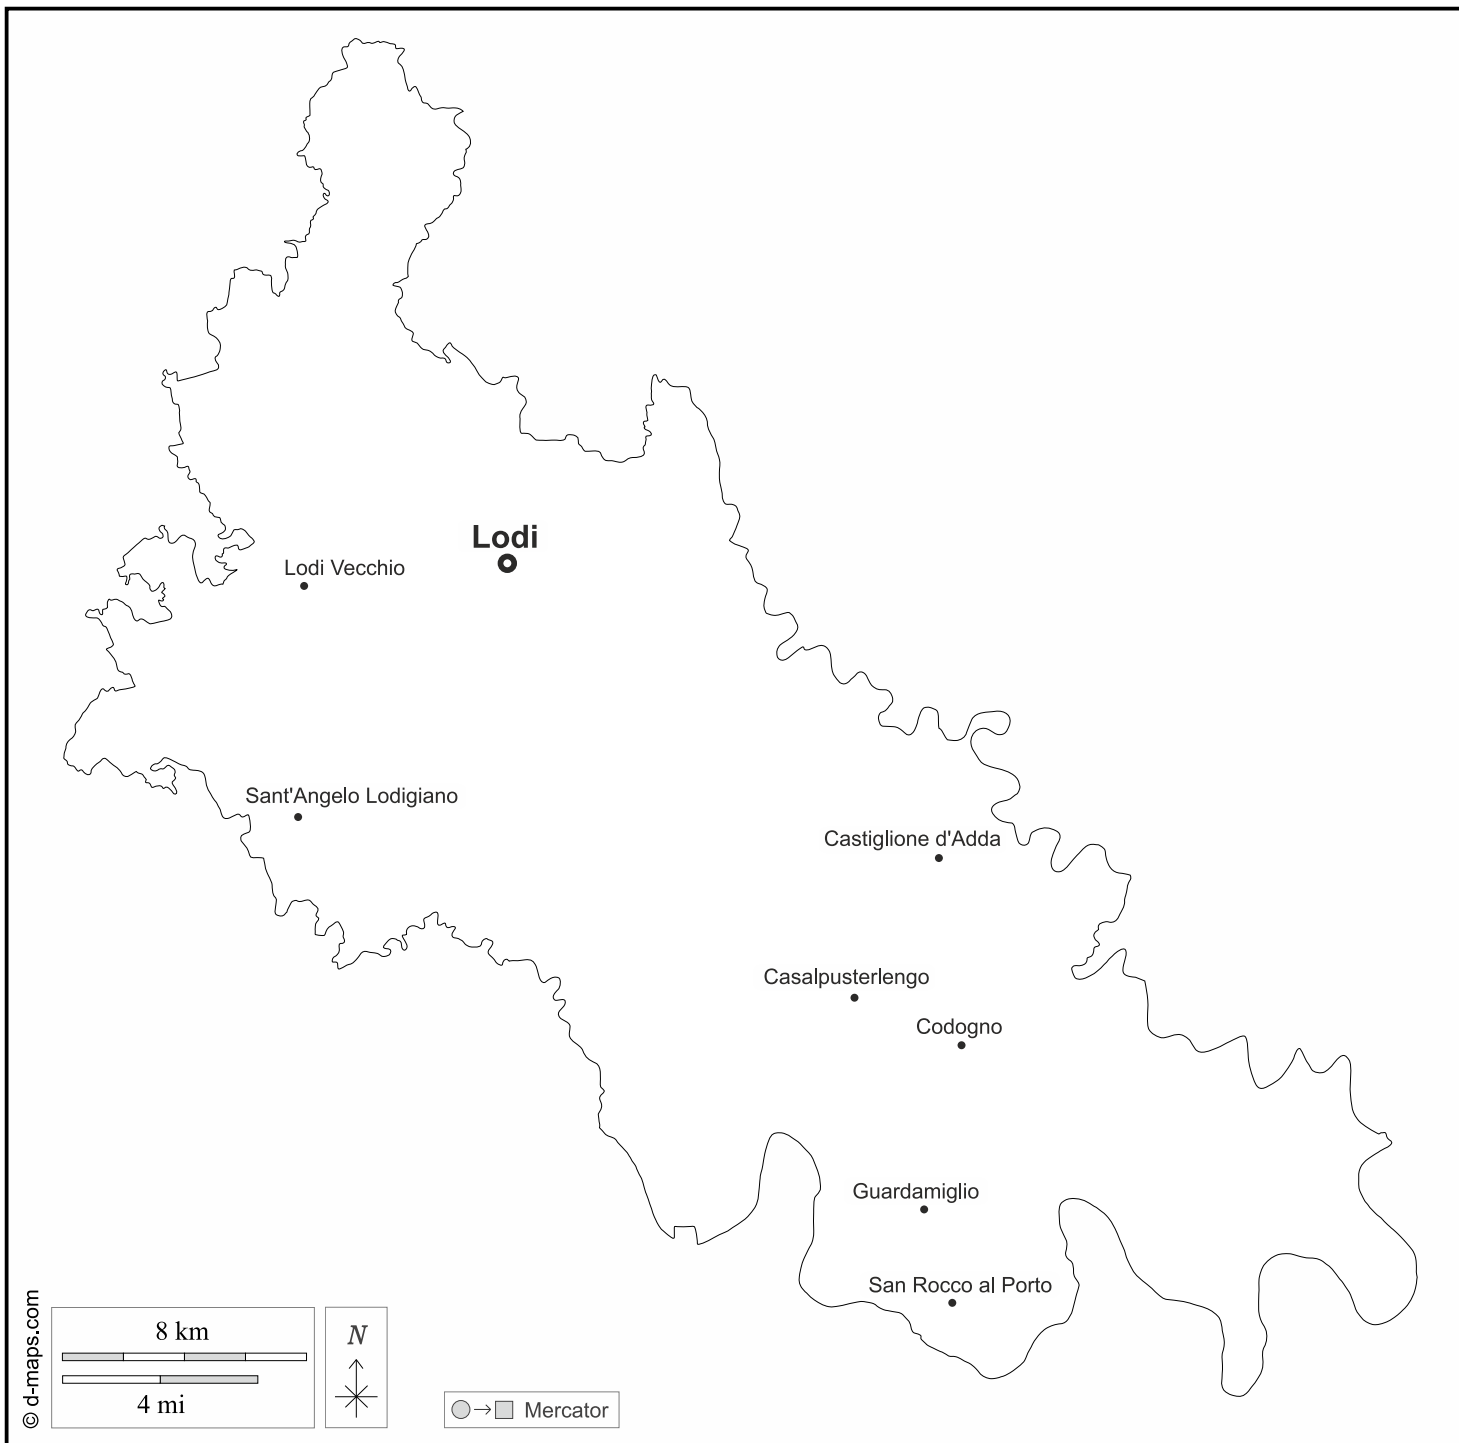 Lodi
Lodi Vecchio
Sant'Angelo Lodigiano
Castiglione d'Adda
Casalpusterlengo
Codogno
Guardamiglio
San Rocco al Porto
© d-maps.com
8 km
4 mi
N
Mercator